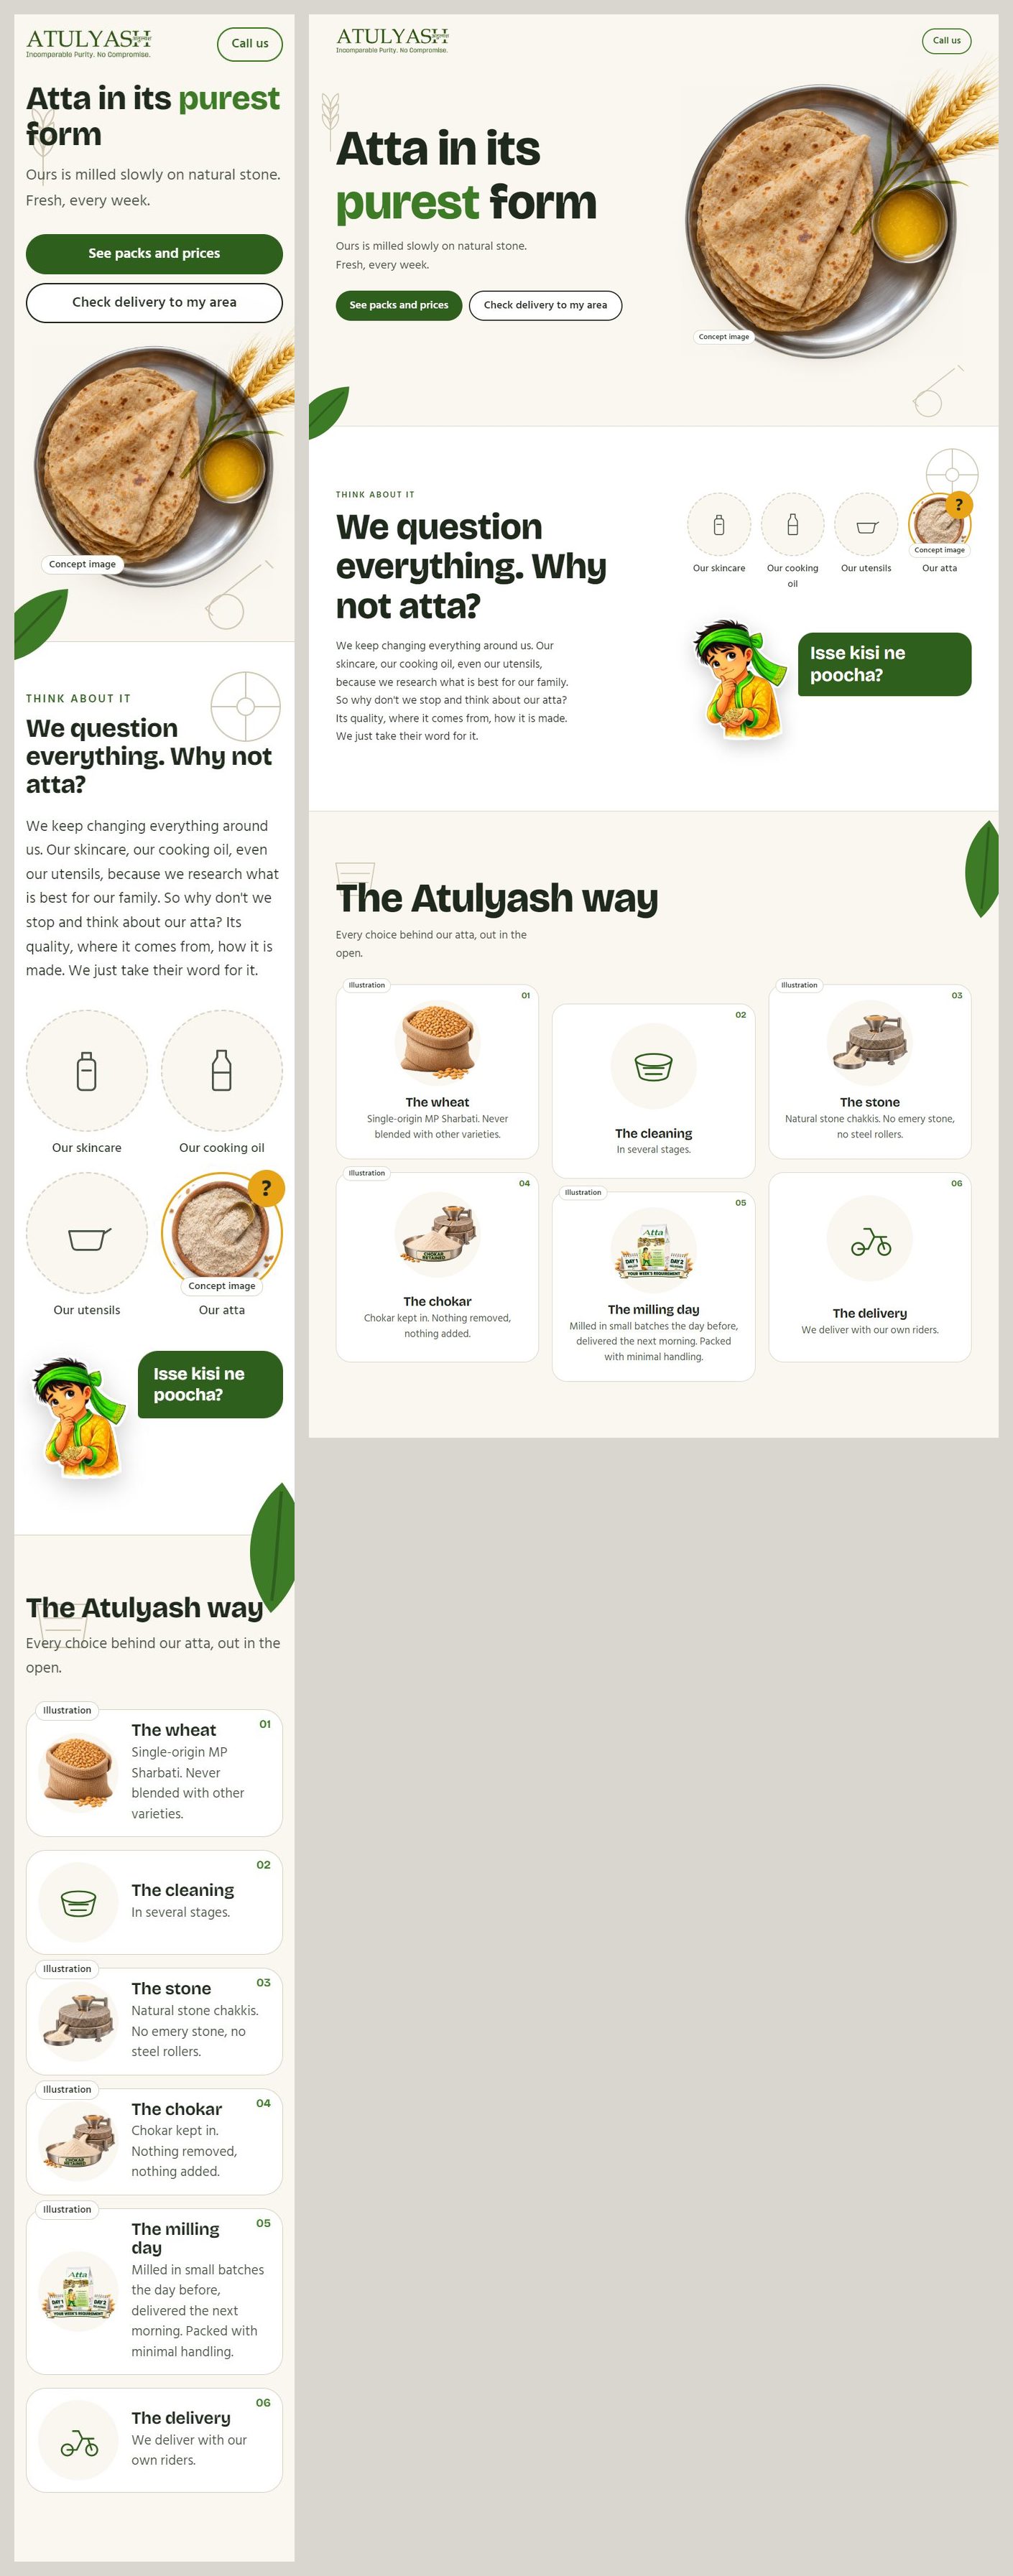 ATULYASH
Incomparable Purity. No Compromise.
Call us
Atta in its purest
form
Ours is milled slowly on natural stone.
Fresh, every week.
See packs and prices
Check delivery to my area
Concept image
THINK ABOUT IT
We question
everything. Why not
atta?
We keep changing everything around
us. Our skincare, our cooking oil, even
our utensils, because we research what
is best for our family. So why don't we
stop and think about our atta? Its
quality, where it comes from, how it is
made. We just take their word for it.
Our skincare
Our cooking oil
?
Concept image
Our utensils
Our atta
Isse kisi ne
poocha?
The Atulyash way
Every choice behind our atta, out in the
open.
Illustration
01
The wheat
Single-origin MP
Sharbati. Never
blended with other
varieties.
02
The cleaning
In several stages.
Illustration
03
The stone
Natural stone chakkis.
No emery stone, no
steel rollers.
Illustration
04
The chokar
Chokar kept in.
Nothing removed,
nothing added.
CHOKAR
RETAINED
Illustration
05
The milling
day
Milled in small batches
the day before,
delivered the next
morning. Packed with
minimal handling.
Atta
DAY 1
DAY 2
YOUR WEEK'S REQUIREMENT
06
The delivery
We deliver with our
own riders.
ATULYASH
Incomparable Purity. No Compromise.
Call us
Atta in its
purest form
Ours is milled slowly on natural stone.
Fresh, every week.
See packs and prices
Check delivery to my area
Concept image
THINK ABOUT IT
We question
everything. Why
not atta?
We keep changing everything around us. Our
skincare, our cooking oil, even our utensils,
because we research what is best for our family.
So why don't we stop and think about our atta?
Its quality, where it comes from, how it is made.
We just take their word for it.
?
Concept image
Our skincare
Our cooking
oil
Our utensils
Our atta
Isse kisi ne
poocha?
The Atulyash way
Every choice behind our atta, out in the
open.
Illustration
01
The wheat
Single-origin MP Sharbati. Never
blended with other varieties.
02
The cleaning
In several stages.
Illustration
03
The stone
Natural stone chakkis. No emery stone,
no steel rollers.
Illustration
04
CHOKAR
RETAINED
The chokar
Chokar kept in. Nothing removed,
nothing added.
Illustration
05
Atta
DAY 1
DAY 2
YOUR WEEK'S REQUIREMENT
The milling day
Milled in small batches the day before,
delivered the next morning. Packed
with minimal handling.
06
The delivery
We deliver with our own riders.